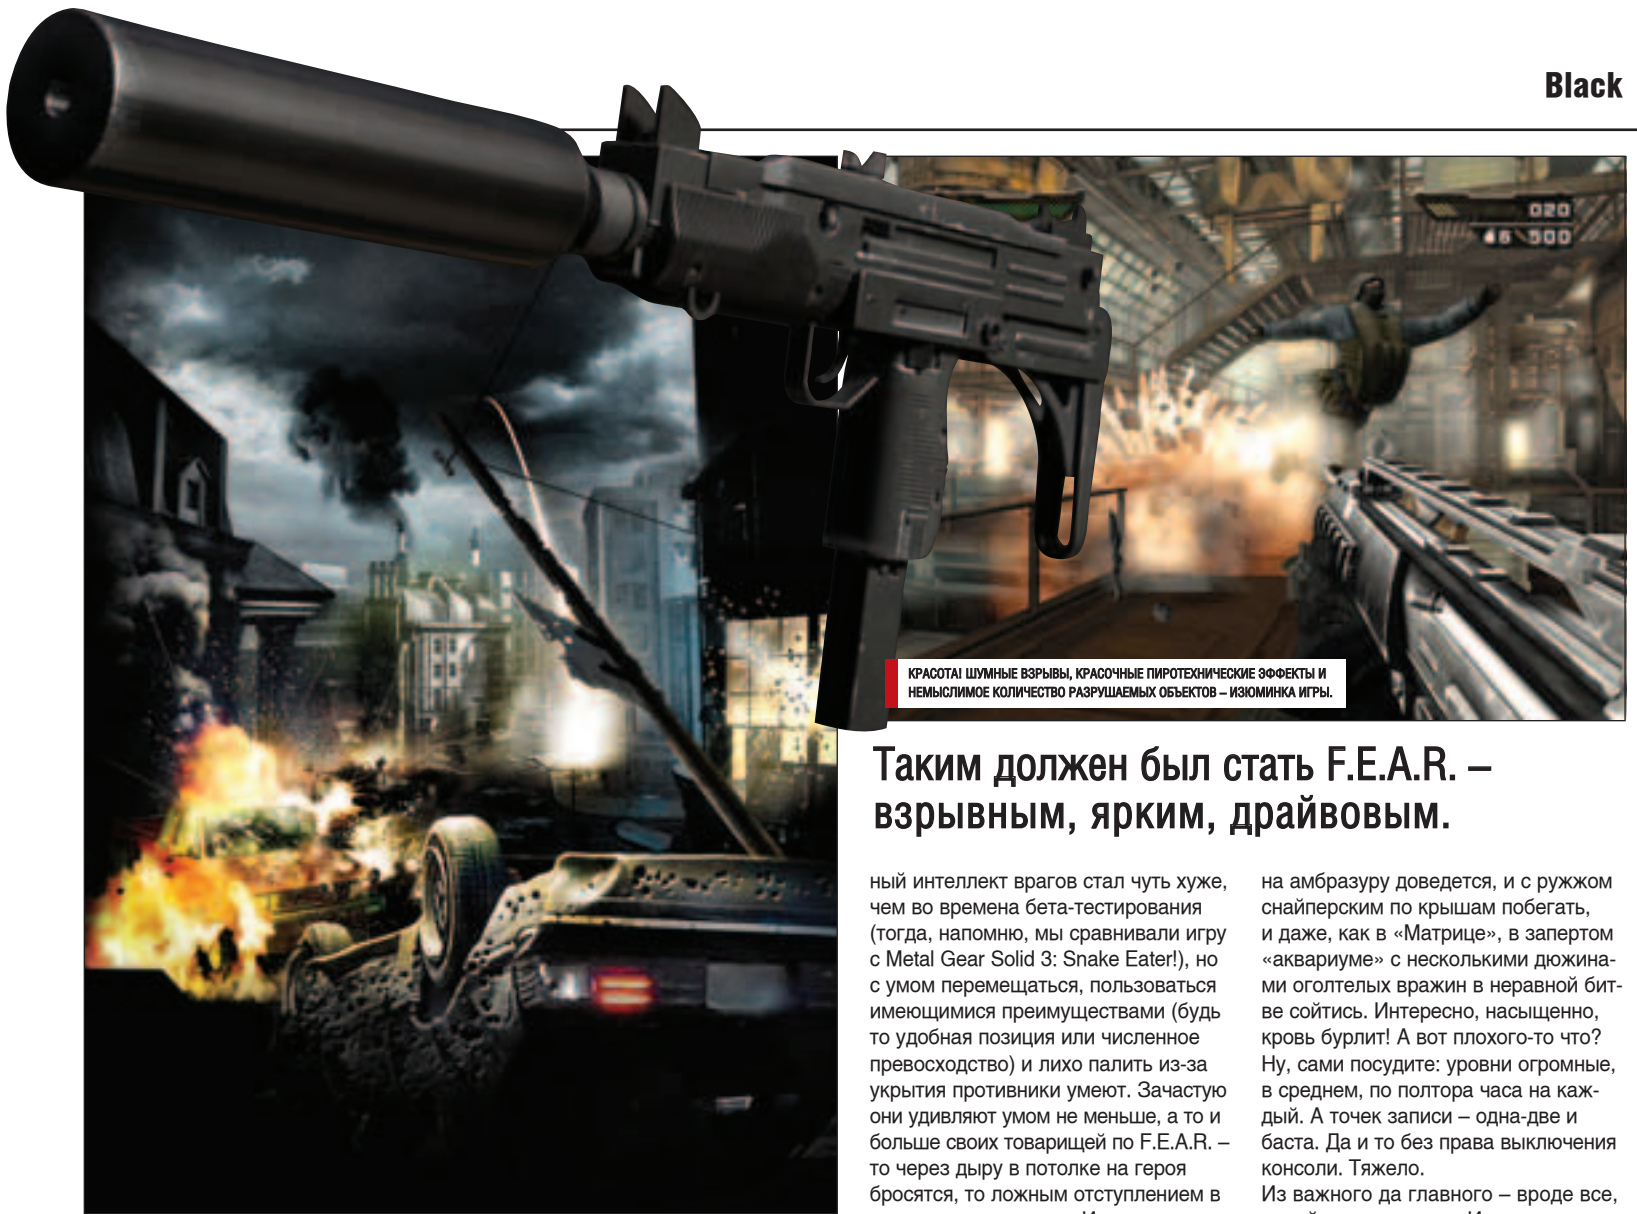 Black
020
500
КРАСОТА! ШУМНЫЕ ВЗРЫВЫ, КРАСОЧНЫЕ ПИРОТЕХНИЧЕСКИЕ ЭФФЕКТЫ И
НЕМЫСЛИМОЕ КОЛИЧЕСТВО РАЗРУШАЕМЫХ ОБЪЕКТОВ – ИЗЮМИНКА ИГРЫ.
Таким должен был стать F.E.A.R. –
взрывным, ярким, драйвовым.
ный интеллект врагов стал чуть хуже,
чем во времена бета-тестирования
(тогда, напомню, мы сравнивали игру
с Metal Gear Solid 3: Snake Eater!), но
с умом перемещаться, пользоваться
имеющимися преимуществами (будь
то удобная позиция или численное
превосходство) и лихо палить из-за
укрытия противники умеют. Зачастую
они удивляют умом не меньше, а то и
больше своих товарищей по F.E.A.R. –
то через дыру в потолке на героя
бросятся, то ложным отступлением в
на амбразуру доведется, и с ружжом
снайперским по крышам побегать,
и даже, как в «Матрице», в запертом
«аквариуме» с несколькими дюжина-
ми оголтелых вражин в неравной бит-
ве сойтись. Интересно, насыщенно,
кровь бурлит! А вот плохого-то что?
Ну, сами посудите: уровни огромные,
в среднем, по полтора часа на каж-
дый. А точек записи – одна-две и
баста. Да и то без права выключения
консоли. Тяжело.
Из важного да главного – вроде все,